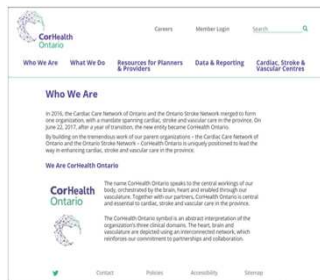 CorHealth
Ontario
Careers Member Login Search
Who We Are What We Do Resources for Planners & Providers Data & Reporting Cardiac, Stroke & Vascular Centres
Who We Are
In 2016, the Cardiac Care Network of Ontario and the Ontario Stroke Network merged to form
one organization, with a mandate spanning cardiac, stroke and vascular care in the province. On
June 22, 2017, after a year of transition, the new entity became CorHealth Ontario.
By building on the tremendous work of our parent organizations – the Cardiac Care Network of
Ontario and the Ontario Stroke Network – CorHealth Ontario is uniquely positioned to lead the
way in enhancing cardiac, stroke and vascular care in the province.
We Are CorHealth Ontario
CorHealth
Ontario
The name CorHealth Ontario speaks to the central workings of our
body, orchestrated by the brain, heart and enabled through our
vasculature. Together with our partners, CorHealth Ontario is central
and essential to cardiac, stroke and vascular care in the province.
The CorHealth Ontario symbol is an abstract interpretation of the
organization's three clinical domains. The heart, brain and
vasculature are depicted using an interconnected network, which
reinforces our commitment to partnerships and collaboration.
Contact Policies Accessibility Sitemap